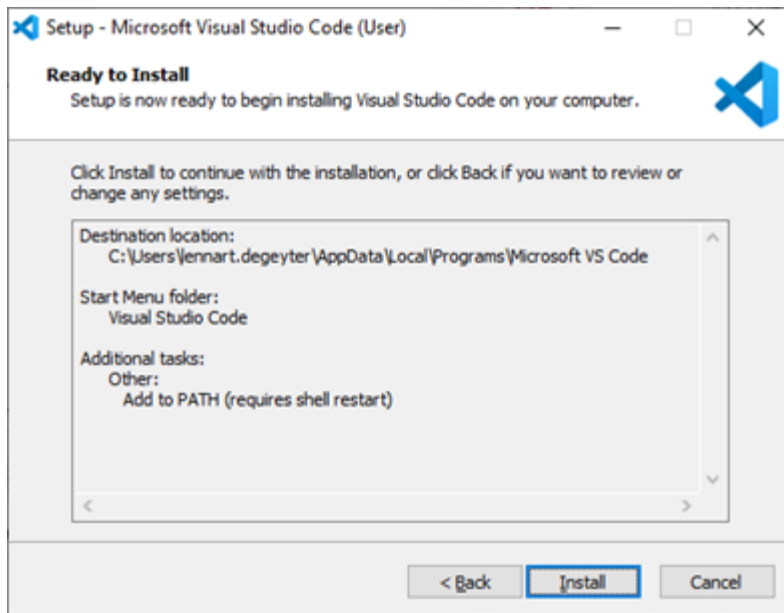 Setup - Microsoft Visual Studio Code (User)
Ready to Install
Setup is now ready to begin installing Visual Studio Code on your computer.
Click Install to continue with the installation, or click Back if you want to review or
change any settings.
Destination location:
C:\Users\lennart.degeyter\AppData\Local\Programs\Microsoft VS Code
Start Menu folder:
Visual Studio Code
Additional tasks:
Other:
Add to PATH (requires shell restart)
< Back
Install
Cancel